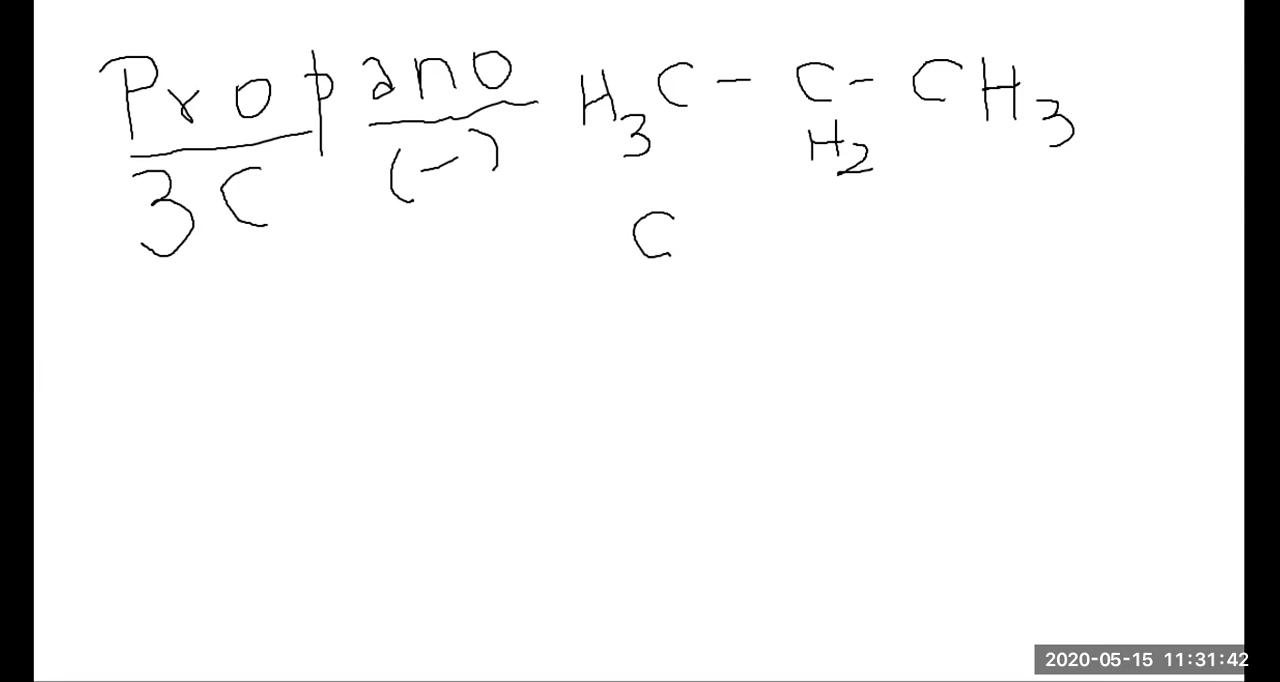 Propano H3C - C - CH3
H2
3C (-)
C
2020-05-15 11:31:42